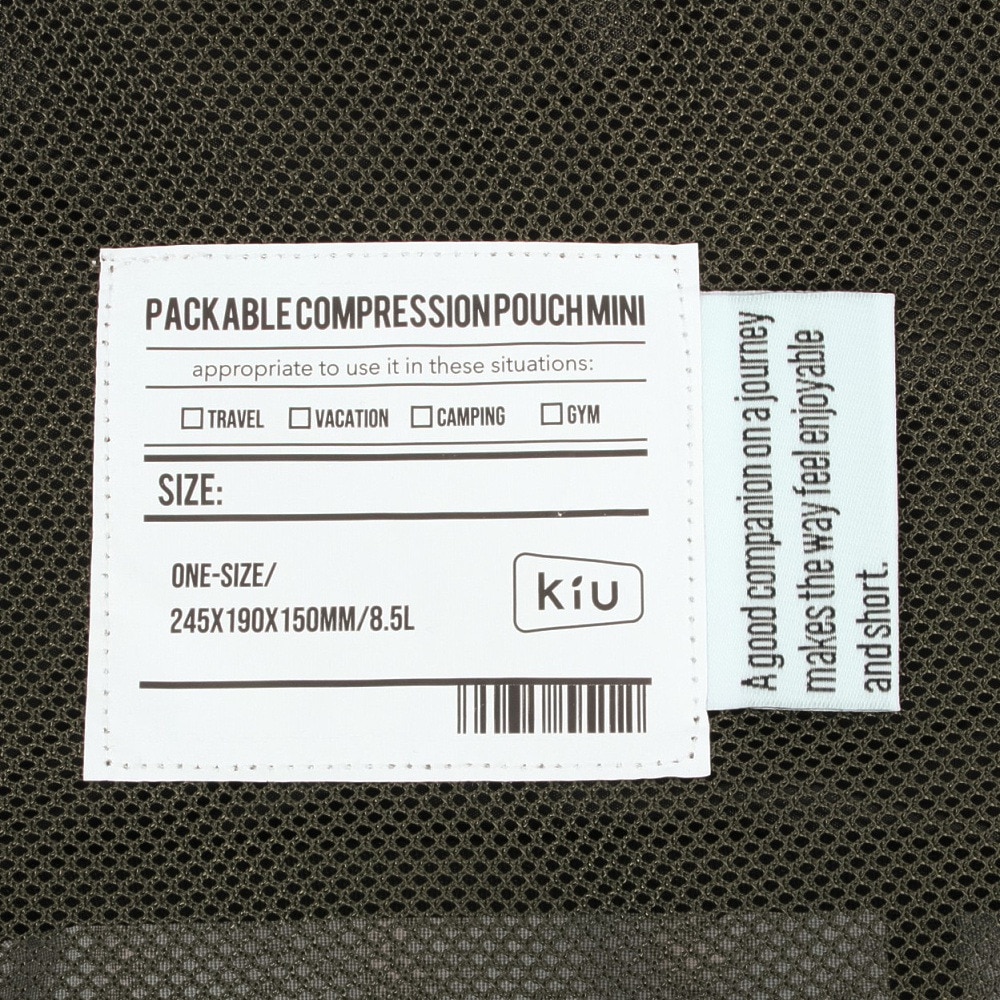 PACKABLE COMPRESSION POUCH MINI
appropriate to use it in these situations:
☐ TRAVEL ☐ VACATION ☐ CAMPING ☐ GYM
SIZE:
ONE-SIZE/
245X190X150MM/8.5L
kiu
A good companion on a journey
makes the way feel enjoyable
and short.